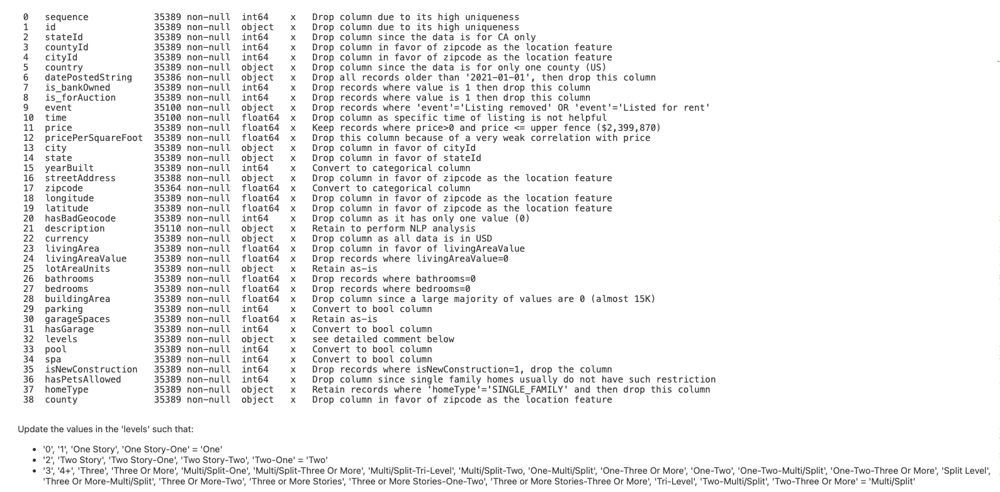 0 sequence 35389 non-null int64 x Drop column due to its high uniqueness
1 id 35389 non-null object x Drop column due to its high uniqueness
2 stateId 35389 non-null int64 x Drop column since the data is for CA only
3 countyId 35389 non-null int64 x Drop column in favor of zipcode as the location feature
4 cityId 35389 non-null int64 x Drop column in favor of zipcode as the location feature
5 country 35389 non-null object x Drop column since the data is for only one county (US)
6 datePostedString 35386 non-null object x Drop all records older than '2021-01-01', then drop this column
7 is_bankOwned 35389 non-null int64 x Drop records where value is 1 then drop this column
8 is_forAuction 35389 non-null int64 x Drop records where value is 1 then drop this column
9 event 35100 non-null object x Drop records where 'event'='Listing removed' OR 'event'='Listed for rent'
10 time 35100 non-null float64 x Drop column as specific time of listing is not helpful
11 price 35389 non-null float64 x Keep records where price>0 and price <= upper fence ($2,399,870)
12 pricePerSquareFoot 35389 non-null float64 x Drop this column because of a very weak correlation with price
13 city 35389 non-null object x Drop column in favor of cityId
14 state 35389 non-null object x Drop column in favor of stateId
15 yearBuilt 35389 non-null int64 x Convert to categorical column
16 streetAddress 35388 non-null object x Drop column in favor of zipcode as the location feature
17 zipcode 35364 non-null float64 x Convert to categorical column
18 longitude 35389 non-null float64 x Drop column in favor of zipcode as the location feature
19 latitude 35389 non-null float64 x Drop column in favor of zipcode as the location feature
20 hasBadGeocode 35389 non-null int64 x Drop column as it has only one value (0)
21 description 35110 non-null object x Retain to perform NLP analysis
22 currency 35389 non-null object x Drop column as all data is in USD
23 livingArea 35389 non-null float64 x Drop column in favor of livingAreaValue
24 livingAreaValue 35389 non-null float64 x Drop records where livingAreaValue=0
25 lotAreaUnits 35389 non-null object x Retain as-is
26 bathrooms 35389 non-null float64 x Drop records where bathrooms=0
27 bedrooms 35389 non-null float64 x Drop records where bedrooms=0
28 buildingArea 35389 non-null float64 x Drop column since a large majority of values are 0 (almost 15K)
29 parking 35389 non-null int64 x Convert to bool column
30 garageSpaces 35389 non-null float64 x Retain as-is
31 hasGarage 35389 non-null int64 x Convert to bool column
32 levels 35389 non-null object x see detailed comment below
33 pool 35389 non-null int64 x Convert to bool column
34 spa 35389 non-null int64 x Convert to bool column
35 isNewConstruction 35389 non-null int64 x Drop records where isNewConstruction=1, drop the column
36 hasPetsAllowed 35389 non-null int64 x Drop column since single family homes usually do not have such restriction
37 homeType 35389 non-null object x Retain records where 'homeType'='SINGLE_FAMILY' and then drop this column
38 county 35389 non-null object x Drop column in favor of zipcode as the location feature
Update the values in the 'levels' such that:
• '0', '1', 'One Story', 'One Story-One' = 'One'
• '2', 'Two Story', 'Two Story-One', 'Two Story-Two', 'Two-One' = 'Two'
• '3', '4+', 'Three', 'Three Or More', 'Multi/Split-One', 'Multi/Split-Three Or More', 'Multi/Split-Tri-Level', 'Multi/Split-Two, 'One-Multi/Split', 'One-Three Or More', 'One-Two', 'One-Two-Multi/Split', 'One-Two-Three Or More', 'Split Level',
'Three Or More-Multi/Split', 'Three Or More-Two', 'Three or More Stories', 'Three or More Stories-One-Two', 'Three or More Stories-Three Or More', 'Tri-Level', 'Two-Multi/Split', 'Two-Three Or More' = 'Multi/Split'